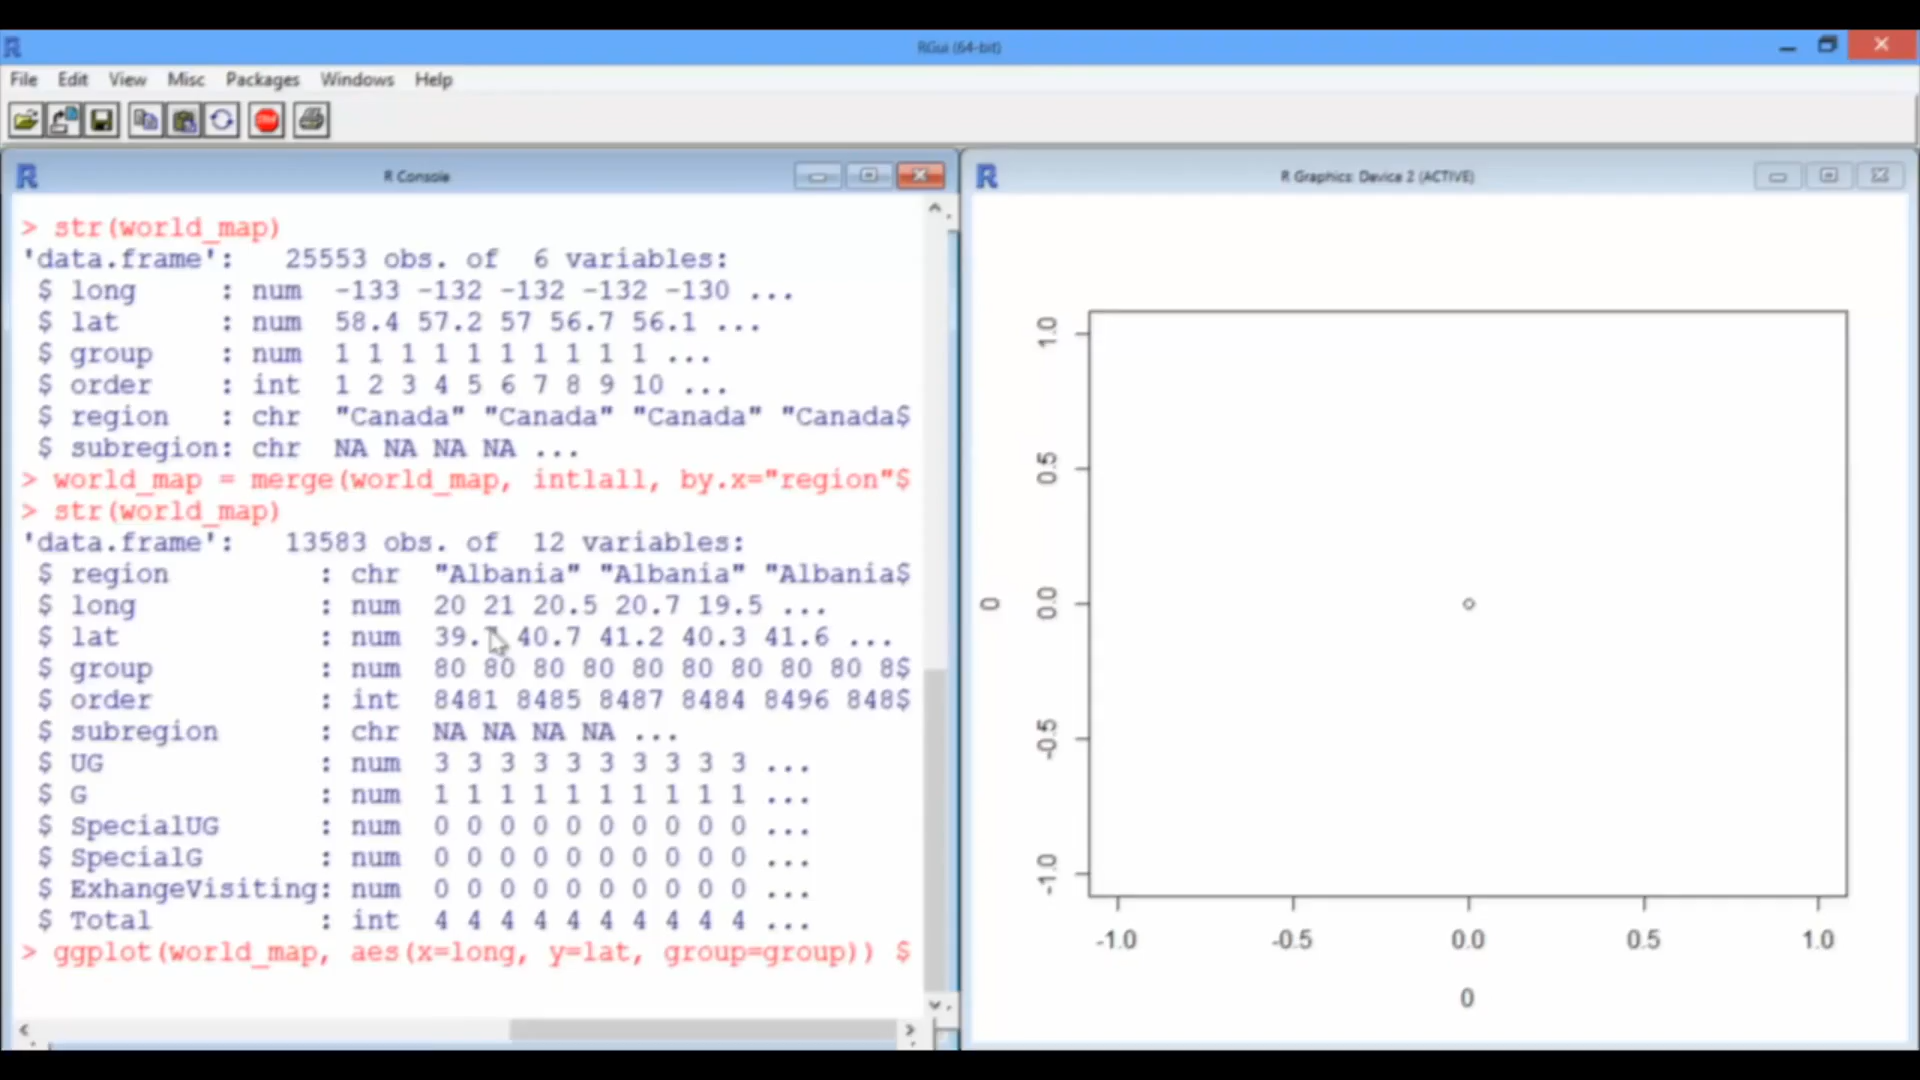 RGui (64-bit)
File Edit View Misc Packages Windows Help
R Console
> str(world_map)
'data.frame': 25553 obs. of 6 variables:
$ long : num -133 -132 -132 -132 -130 ...
$ lat : num 58.4 57.2 57 56.7 56.1 ...
$ group : num 1 1 1 1 1 1 1 1 1 1 ...
$ order : int 1 2 3 4 5 6 7 8 9 10 ...
$ region : chr "Canada" "Canada" "Canada" "Canada$
$ subregion: chr NA NA NA NA ...
> world_map = merge(world_map, intlall, by.x="region"$
> str(world_map)
'data.frame': 13583 obs. of 12 variables:
$ region : chr "Albania" "Albania" "Albania$
$ long : num 20 21 20.5 20.7 19.5 ...
$ lat : num 39.7 40.7 41.2 40.3 41.6 ...
$ group : num 80 80 80 80 80 80 80 80 80 8$
$ order : int 8481 8485 8487 8484 8496 848$
$ subregion : chr NA NA NA NA ...
$ UG : num 3 3 3 3 3 3 3 3 3 3 ...
$ G : num 1 1 1 1 1 1 1 1 1 1 ...
$ SpecialUG : num 0 0 0 0 0 0 0 0 0 0 ...
$ SpecialG : num 0 0 0 0 0 0 0 0 0 0 ...
$ ExhangeVisiting: num 0 0 0 0 0 0 0 0 0 0 ...
$ Total : int 4 4 4 4 4 4 4 4 4 4 ...
> ggplot(world_map, aes(x=long, y=lat, group=group)) $
R Graphics: Device 2 (ACTIVE)
1.0
0.5
0.0
-0.5
-1.0
0
-1.0 -0.5 0.0 0.5 1.0
0